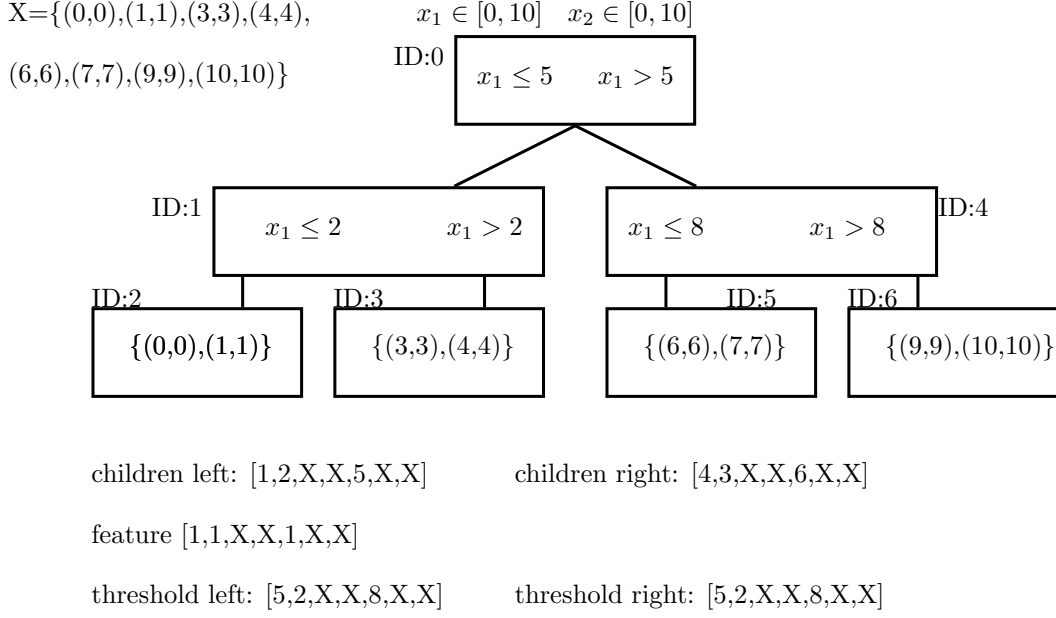 X={(0,0),(1,1),(3,3),(4,4),
(6,6),(7,7),(9,9),(10,10)}
x₁ ∈ [0, 10] x₂ ∈ [0, 10]
ID:0
x₁ ≤ 5 x₁ > 5
ID:1
x₁ ≤ 2 x₁ > 2
x₁ ≤ 8 x₁ > 8
ID:4
ID:2 ID:3 ID:5 ID:6
{(0,0),(1,1)} {(3,3),(4,4)} {(6,6),(7,7)} {(9,9),(10,10)}
children left: [1,2,X,X,5,X,X] children right: [4,3,X,X,6,X,X]
feature [1,1,X,X,1,X,X]
threshold left: [5,2,X,X,8,X,X] threshold right: [5,2,X,X,8,X,X]